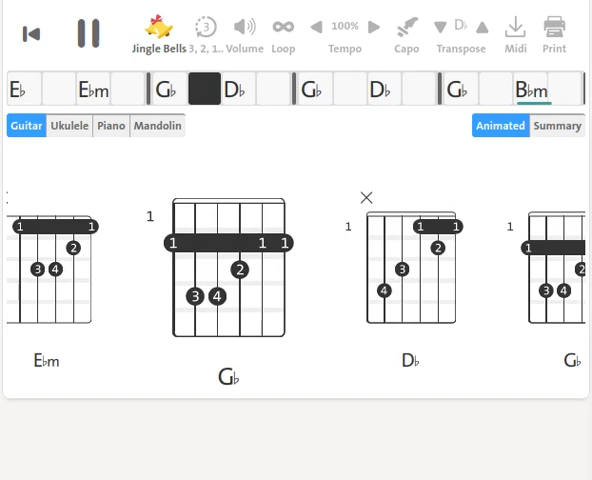 3 100% D♭
Jingle Bells 3, 2, 1.. Volume Loop Tempo Capo Transpose Midi Print
E♭ E♭m G♭ D♭ G♭ D♭ G♭ B♭m
Guitar Ukulele Piano Mandolin Animated Summary
1 1 1 1
1 1 1 1 1 1 1 1
2 2 2 2
3 4 3 3 4
3 4 4
E♭m G♭ D♭ G♭